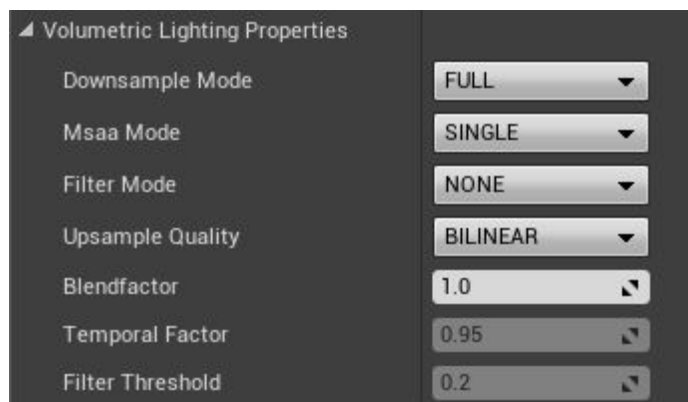 Volumetric Lighting Properties
Downsample Mode FULL
Msaa Mode SINGLE
Filter Mode NONE
Upsample Quality BILINEAR
Blendfactor 1.0
Temporal Factor 0.95
Filter Threshold 0.2